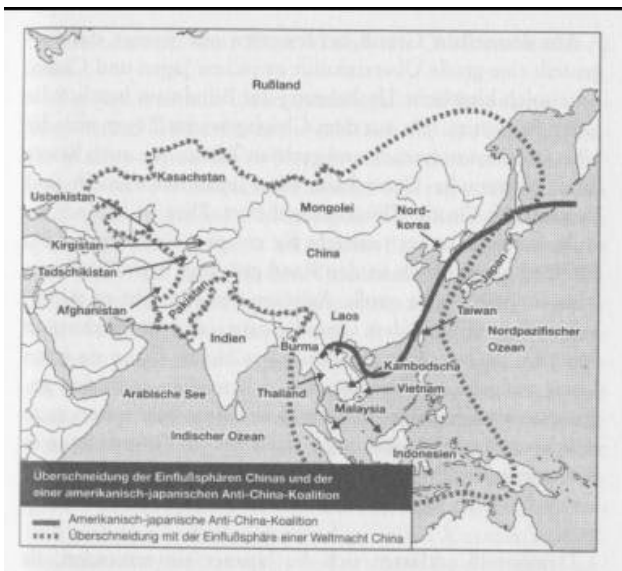 Rußland
Kasachstan
Usbekistan
Mongolei
Nord-
korea
Kirgistan
China
Japan
Tadschikistan
Pakistan
Afghanistan
Taiwan
Laos
Nordpazifischer
Ozean
Indien
Burma
Kambodscha
Arabische See
Thailand
Vietnam
Malaysia
Indischer Ozean
Indonesien
Überschneidung der Einflußsphären Chinas und der
einer amerikanisch-japanischen Anti-China-Koalition
Amerikanisch-japanische Anti-China-Koalition
Überschneidung mit der Einflußsphäre einer Weltmacht China